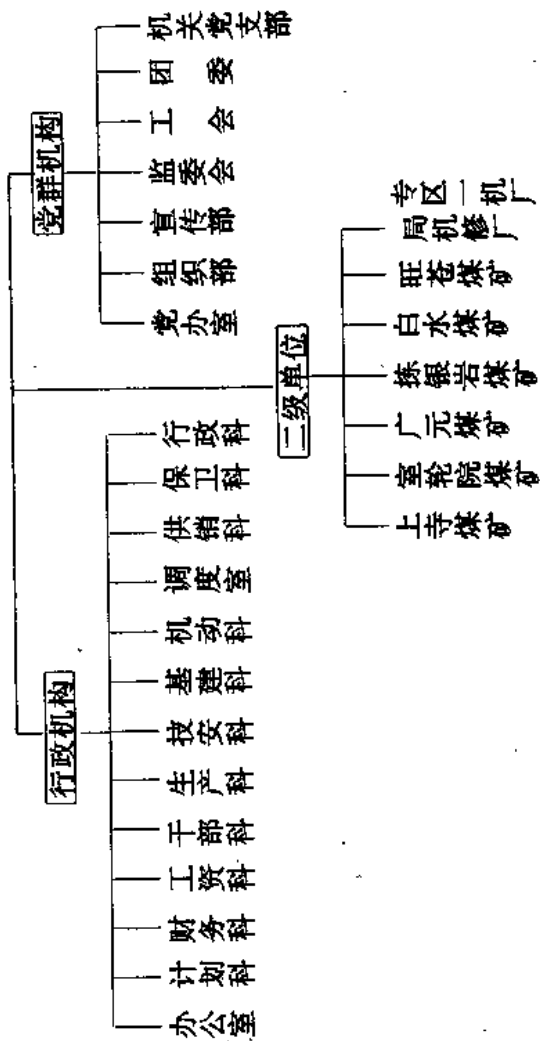 行政机构
办公室
计划科
财务科
工资科
干部科
生产科
技安科
基建科
机动科
调度室
供销科
保卫科
行政科
党群机构
党办室
组织部
宣传部
监委会
工会
团委
机关党支部
二级单位
上寺煤矿
宝轮院煤矿
广元煤矿
拣银岩煤矿
白水煤矿
旺苍煤矿
局机修厂
专区一机厂